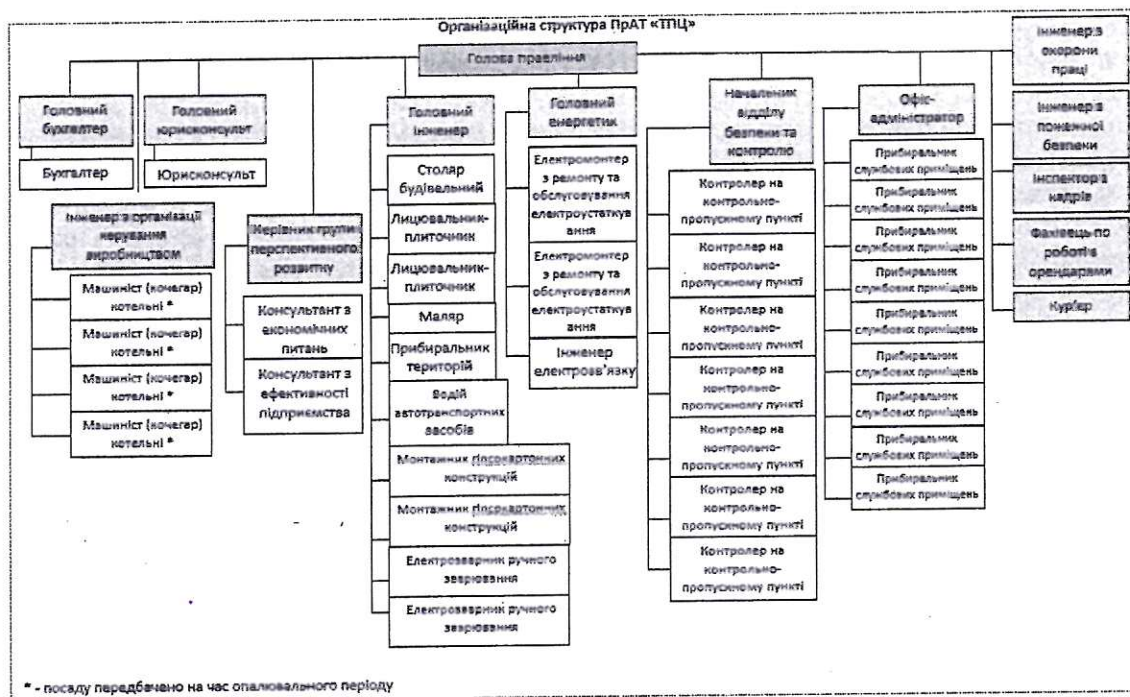 Організаційна структура ПрАТ «ТПЦ»
Голова правління
Головний
бухгалтер
Бухгалтер
Головний
юрисконсульт
Юрисконсульт
Інженер з організації
керування
виробництвом
Машиніст (кочегар)
котельні *
Машиніст (кочегар)
котельні *
Машиніст (кочегар)
котельні *
Машиніст (кочегар)
котельні *
Керівник групи
перспективного
розвитку
Консультант з
економічних
питань
Консультант з
ефективності
підприємства
Головний
інженер
Столяр
будівельний
Лицювальник-
плиточник
Лицювальник-
плиточник
Маляр
Прибиральник
територій
Водій
автотранспортних
засобів
Монтажник гіпсокартонних
конструкцій
Монтажник гіпсокартонних
конструкцій
Електрозварник ручного
зварювання
Електрозварник ручного
зварювання
Головний
енергетик
Електромонтер
з ремонту та
обслуговування
електроустаткув
ання
Електромонтер
з ремонту та
обслуговування
електроустаткув
ання
Інженер
електрозв'язку
Начальник
відділу
безпеки та
контролю
Контролер на
контрольно-
пропускному пункті
Контролер на
контрольно-
пропускному пункті
Контролер на
контрольно-
пропускному пункті
Контролер на
контрольно-
пропускному пункті
Контролер на
контрольно-
пропускному пункті
Контролер на
контрольно-
пропускному пункті
Контролер на
контрольно-
пропускному пункті
Офіс-
адміністратор
Прибиральник
службових приміщень
Прибиральник
службових приміщень
Прибиральник
службових приміщень
Прибиральник
службових приміщень
Прибиральник
службових приміщень
Прибиральник
службових приміщень
Прибиральник
службових приміщень
Прибиральник
службових приміщень
Прибиральник
службових приміщень
Інженер з
охорони
праці
Інженер з
пожежної
безпеки
Інспектор з
кадрів
Фахівець по
роботі з
орендарями
Кур'єр
* - посаду передбачено на час опалювального періоду